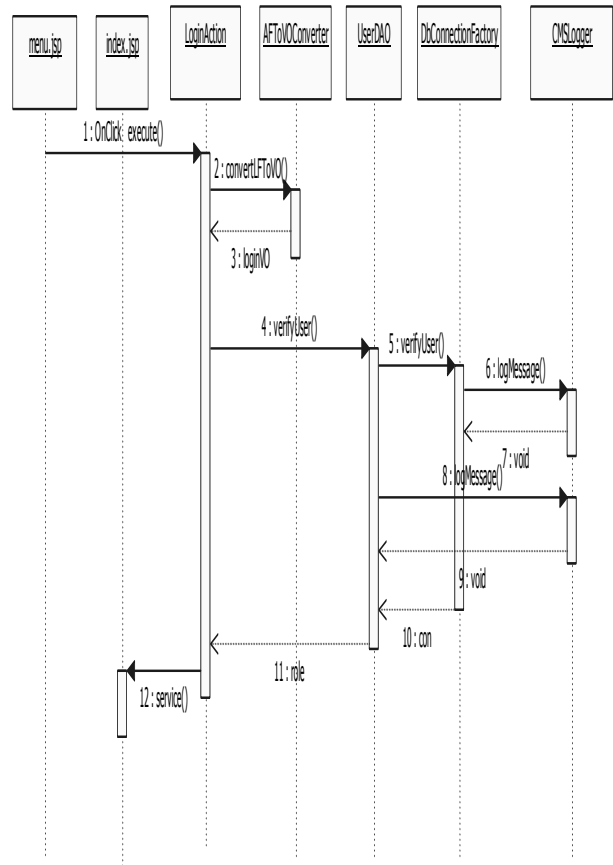 menu.jsp
index.jsp
LoginAction
AFToVOConverter
UserDAO
DbConnectionFactory
CMSLogger
1 : OnClick execute()
2 : convertLFToVO()
3 : loginVO
4 : verifyUser()
5 : verifyUser()
6 : logMessage()
7 : void
8 : logMessage()
9 : void
10 : con
11 : role
12 : service()